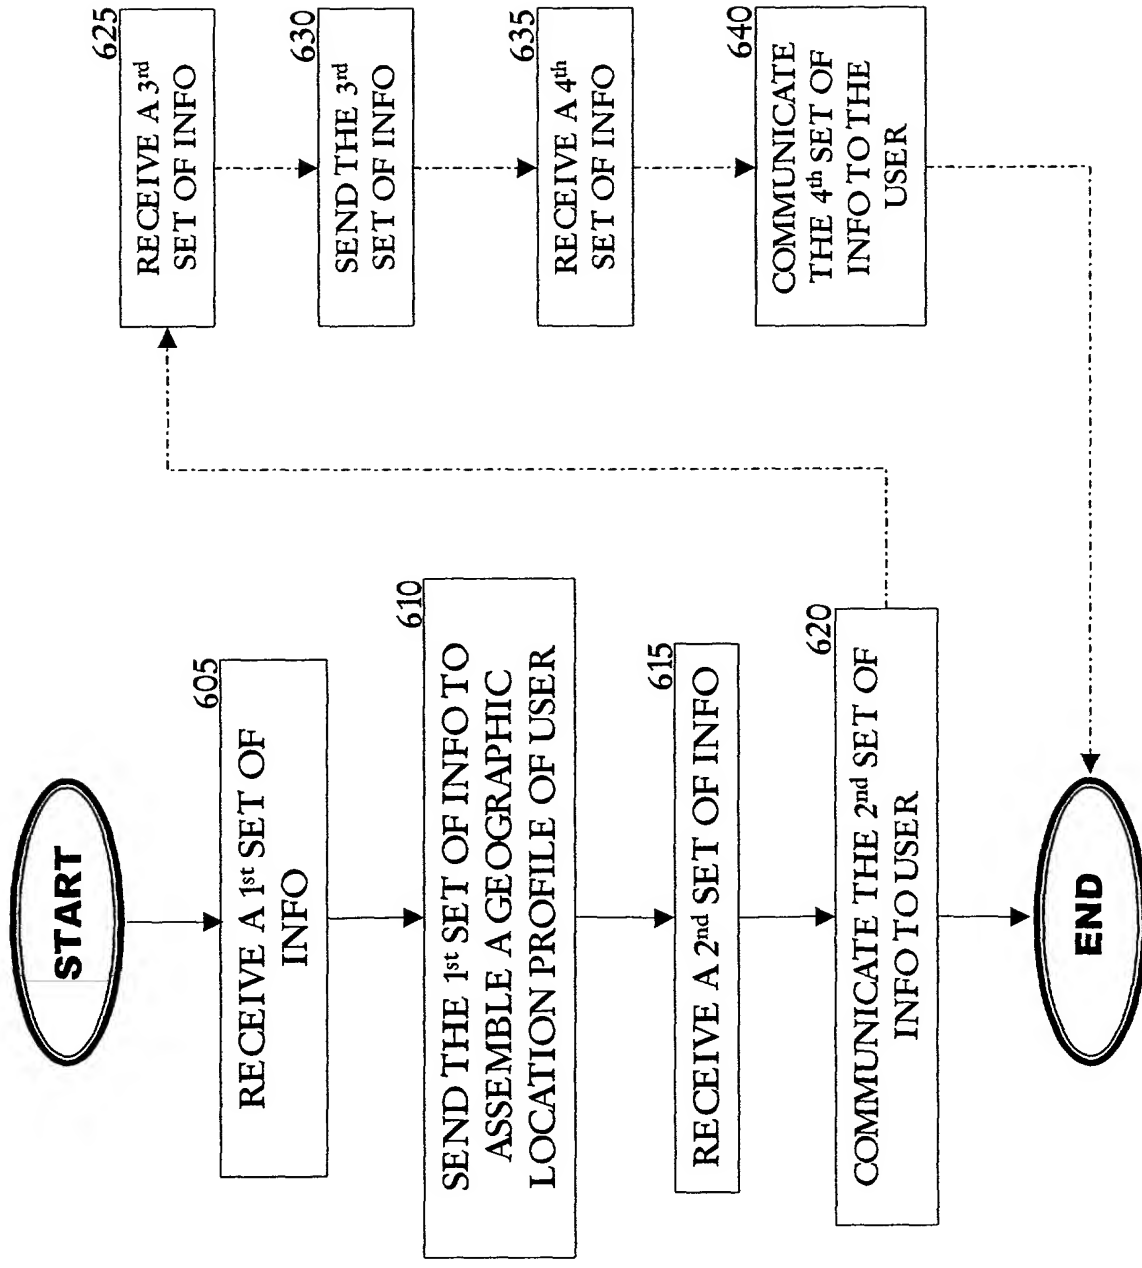 START
605
RECEIVE A 1st SET OF
INFO
610
SEND THE 1st SET OF INFO TO
ASSEMBLE A GEOGRAPHIC
LOCATION PROFILE OF USER
615
RECEIVE A 2nd SET OF INFO
620
COMMUNICATE THE 2nd SET OF
INFO TO USER
END
625
RECEIVE A 3rd
SET OF INFO
630
SEND THE 3rd
SET OF INFO
635
RECEIVE A 4th
SET OF INFO
640
COMMUNICATE
THE 4th SET OF
INFO TO THE
USER